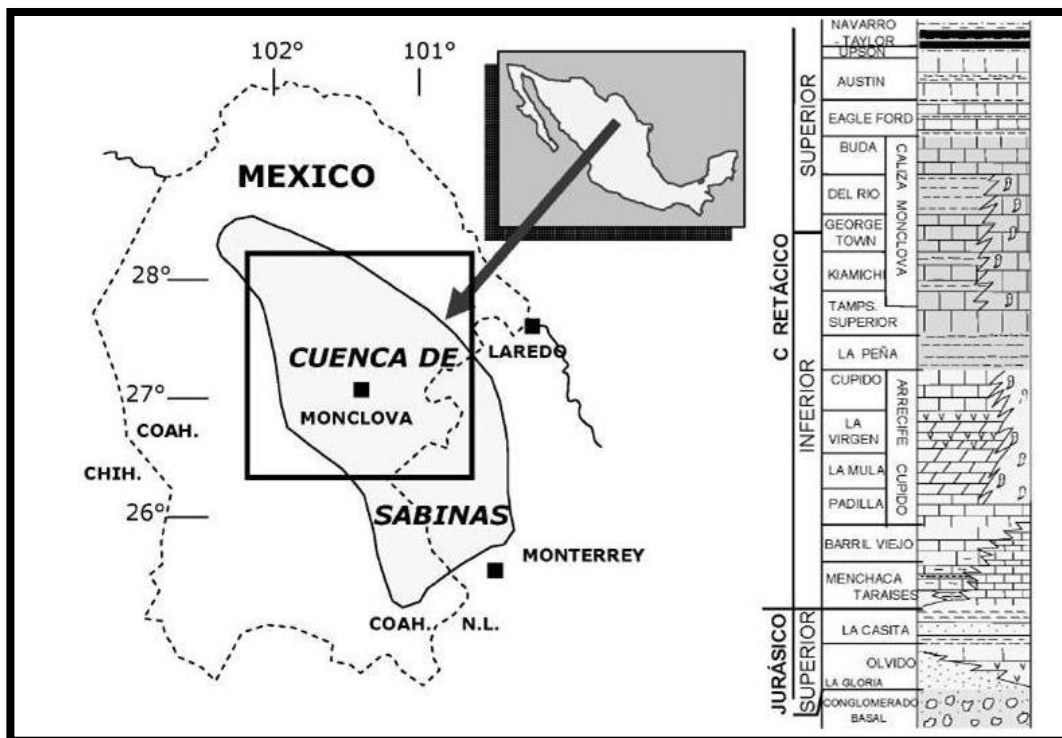 102° 101°
MEXICO
28°
CUENCA DE
LAREDO
27°
MONCLOVA
COAH.
CHIH.
26°
SABINAS
MONTERREY
COAH. N.L.
C RETÁCICO
SUPERIOR
INFERIOR
JURÁSICO
SUPERIOR
NAVARRO
- TAYLOR
UPSON
AUSTIN
EAGLE FORD
BUDA
DEL RIO
GEORGE
TOWN
KIAMICHI
TAMPS.
SUPERIOR
CALIZA MONCLOVA
LA PEÑA
CUPIDO
LA
VIRGEN
LA MULA
PADILLA
ARRECIFE CUPIDO
BARRIL VIEJO
MENCHACA
TARAISES
LA CASITA
OLVIDO
LA GLORIA
CONGLOMERADO
BASAL